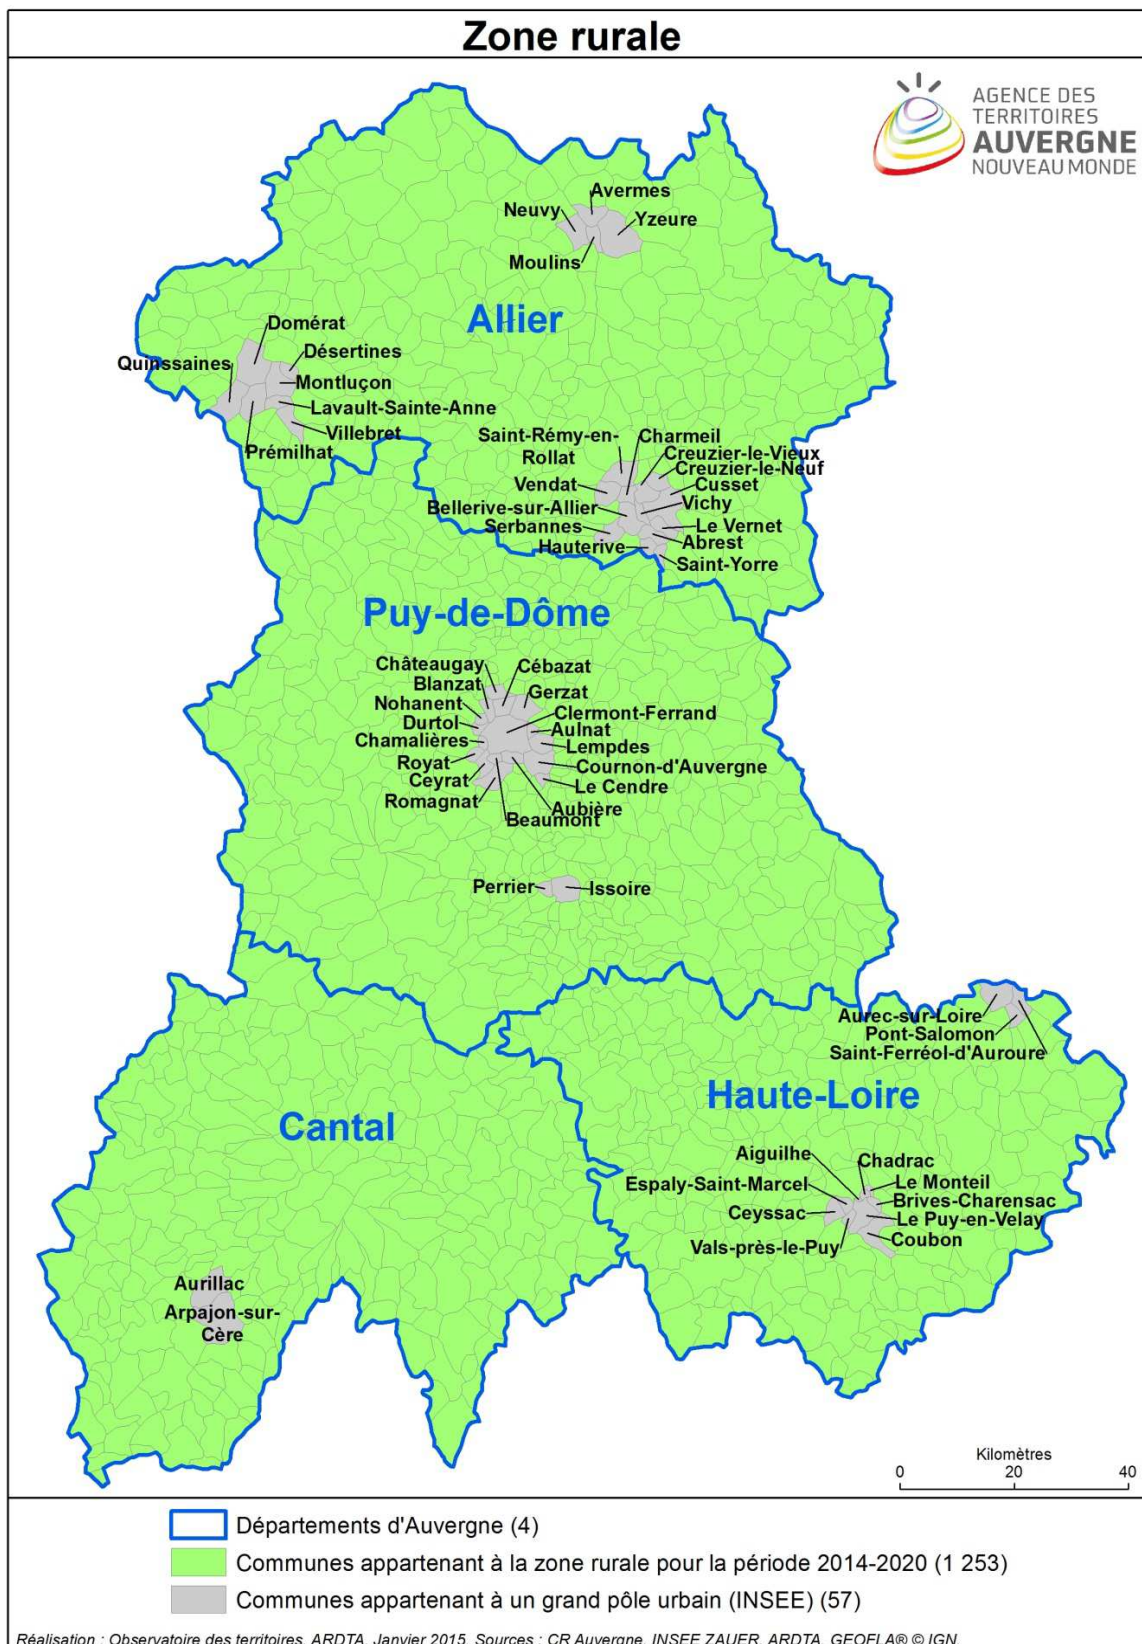 Zone rurale
AGENCE DES
TERRITOIRES
AUVERGNE
NOUVEAU MONDE
Avermes
Neuvy
Yzeure
Moulins
Allier
Domérat
Quinssaines
Désertines
Montluçon
Lavault-Sainte-Anne
Villebret
Prémilhat
Saint-Rémy-en-
Rollat
Charmeil
Creuzier-le-Vieux
Creuzier-le-Neuf
Vendat
Cusset
Vichy
Bellerive-sur-Allier
Serbannes
Le Vernet
Abrest
Hauterive
Saint-Yorre
Puy-de-Dôme
Châteaugay
Cébazat
Blanzat
Gerzat
Nohanent
Clermont-Ferrand
Durtol
Aulnat
Chamalières
Lempdes
Royat
Cournon-d'Auvergne
Ceyrat
Le Cendre
Romagnat
Aubière
Beaumont
Perrier
Issoire
Aurec-sur-Loire
Pont-Salomon
Saint-Ferréol-d'Auroure
Haute-Loire
Cantal
Aiguilhe
Chadrac
Espaly-Saint-Marcel
Le Monteil
Brives-Charensac
Ceyssac
Le Puy-en-Velay
Vals-près-le-Puy
Coubon
Aurillac
Arpajon-sur-
Cère
Kilomètres
0 20 40
Départements d'Auvergne (4)
Communes appartenant à la zone rurale pour la période 2014-2020 (1 253)
Communes appartenant à un grand pôle urbain (INSEE) (57)
Réalisation : Observatoire des territoires, ARDTA, Janvier 2015. Sources : CR Auvergne, INSEE ZAUER, ARDTA, GEOFLA® © IGN